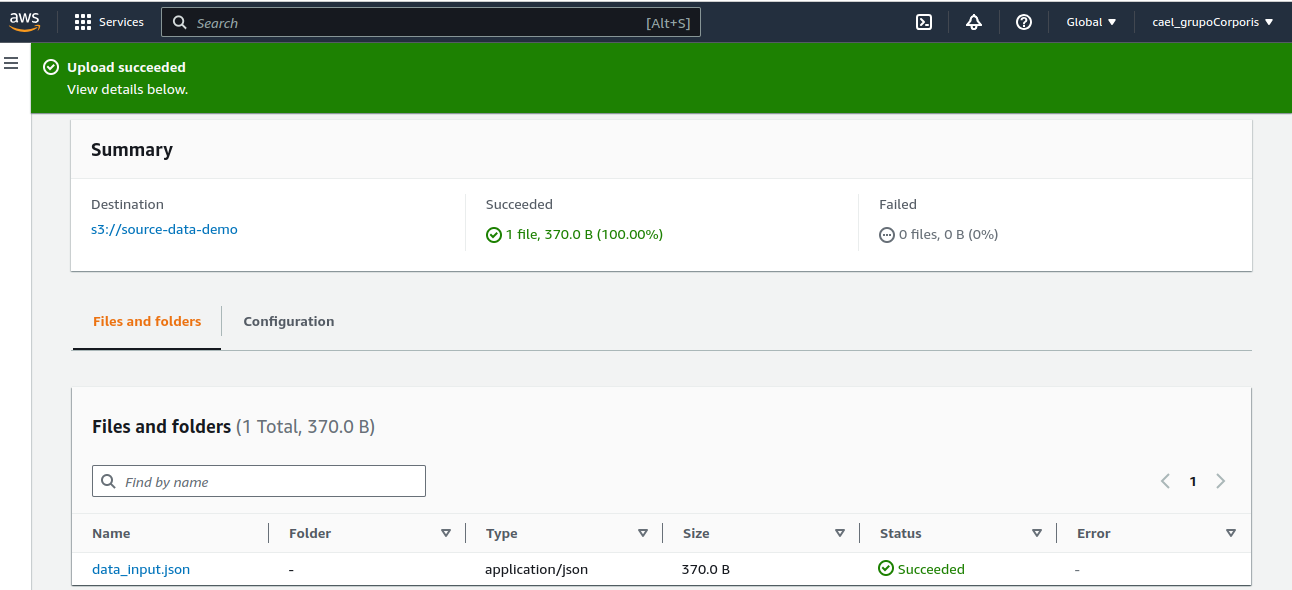 aws Services Search [Alt+S] Global cael_grupoCorporis
Upload succeeded
View details below.
Summary
Destination Succeeded Failed
s3://source-data-demo 1 file, 370.0 B (100.00%) 0 files, 0 B (0%)
Files and folders Configuration
Files and folders (1 Total, 370.0 B)
Find by name 1
Name Folder Type Size Status Error
data_input.json - application/json 370.0 B Succeeded -